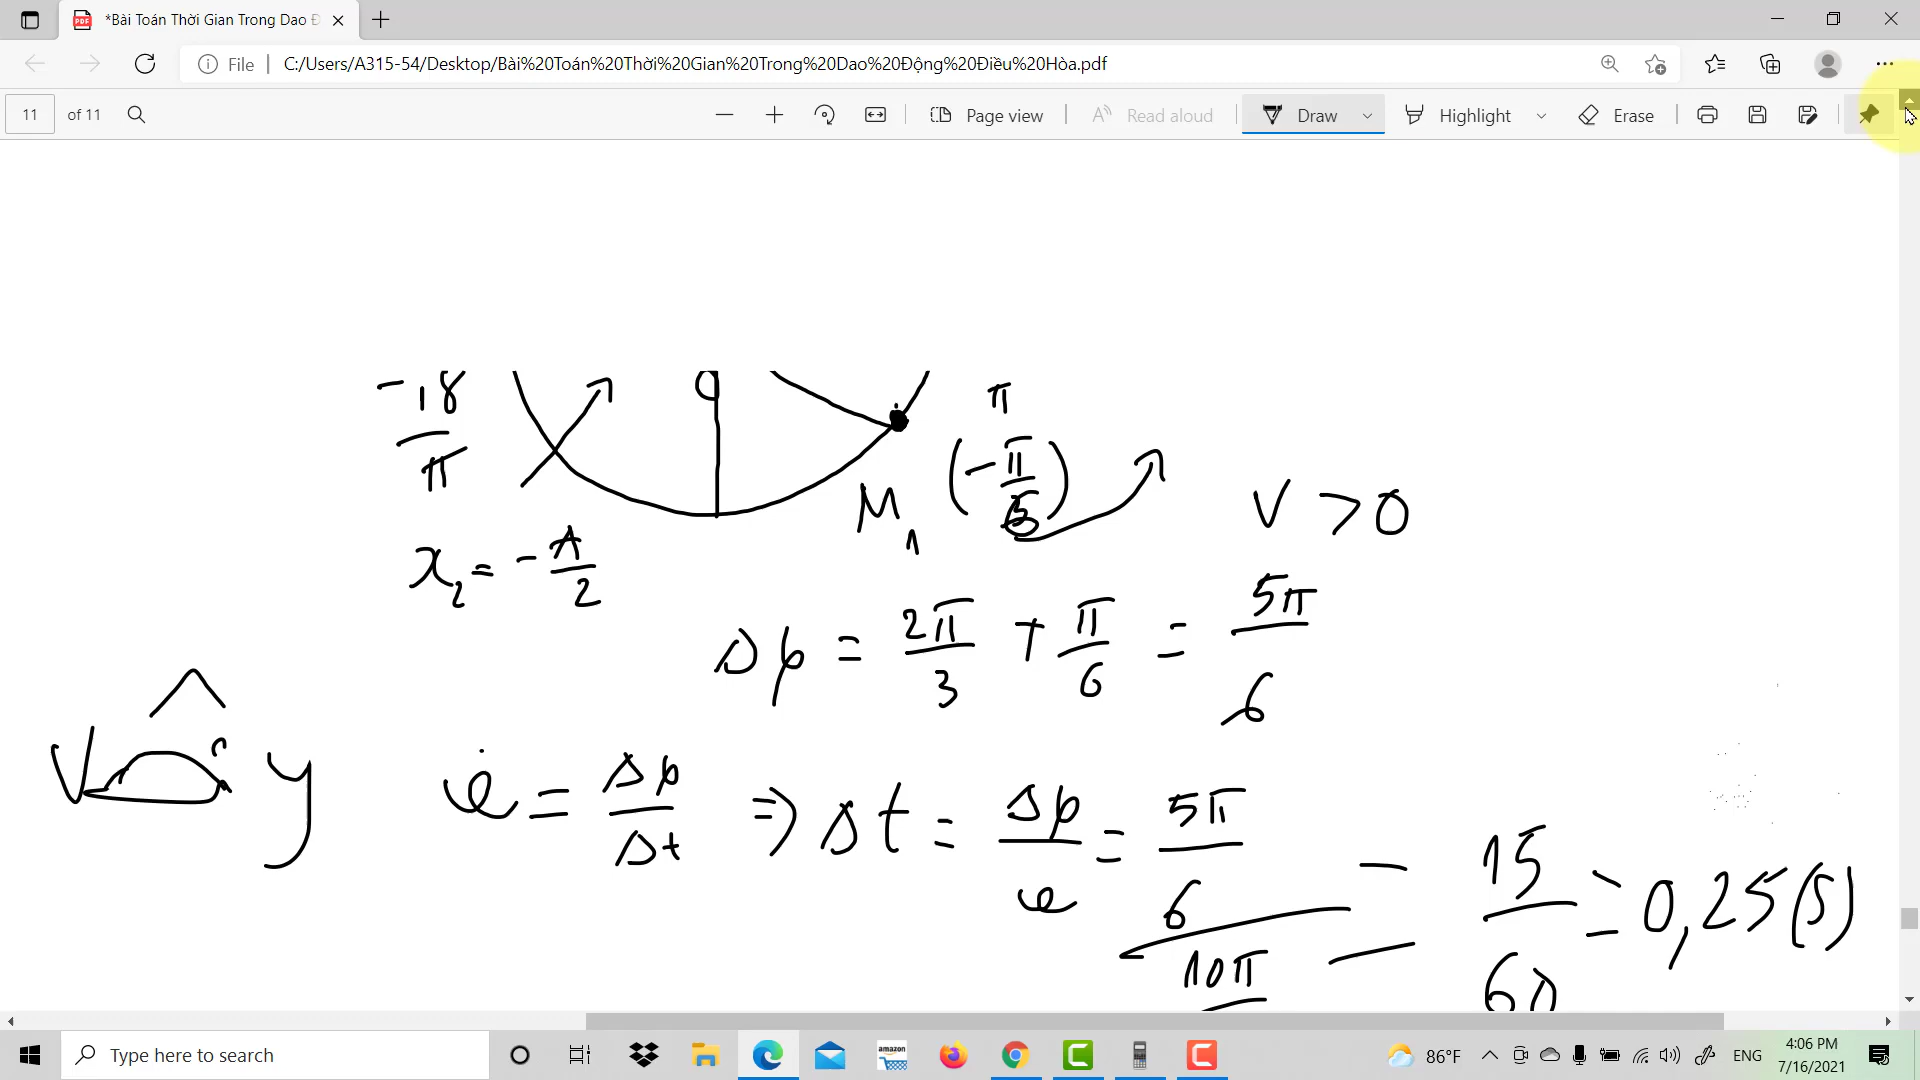 *Bài Toán Thời Gian Trong Dao Đ
File
C:/Users/A315-54/Desktop/Bài%20Toán%20Thời%20Gian%20Trong%20Dao%20Động%20Điều%20Hòa.pdf
11 of 11
Page view
Read aloud
Draw
Highlight
Erase
-18/π
π
M₁ (-π/6)
V > 0
x₂ = -A/2
Δφ = 2π/3 + π/6 = 5π/6
Vậy
ω = Δφ/Δt ⇒ Δt = Δφ/ω = 5π/6
10π
= 15/60 = 0,25(s)
Type here to search
amazon
86°F
ENG
4:06 PM
7/16/2021